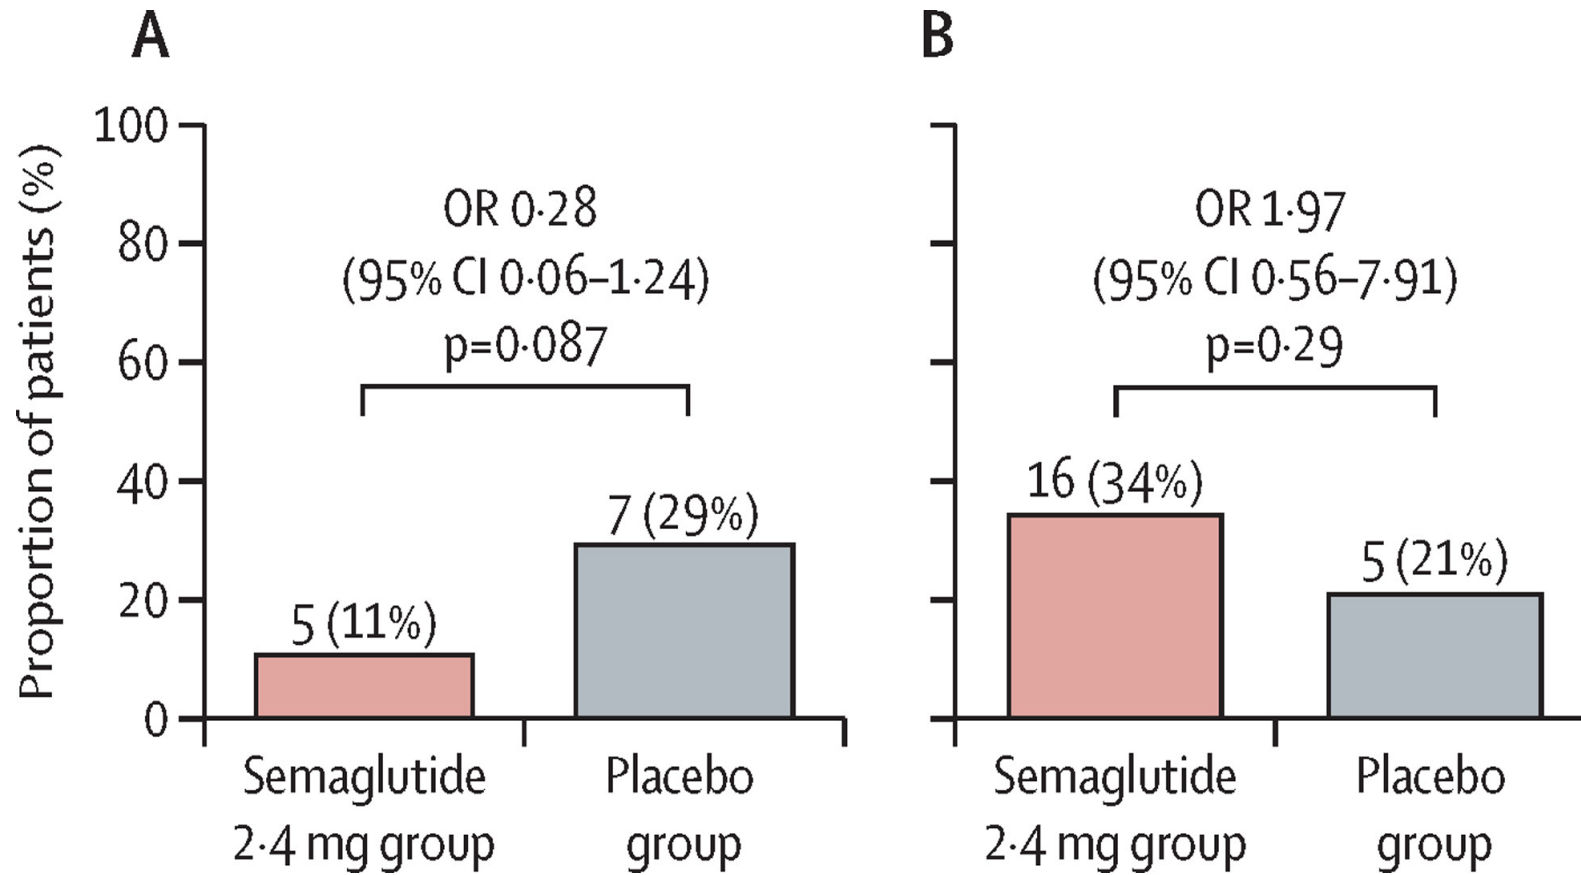 A
Proportion of patients (%)
100
80
60
40
20
0
OR 0·28
(95% CI 0·06–1·24)
p=0·087
5 (11%)
7 (29%)
Semaglutide
2·4 mg group
Placebo
group
B
OR 1·97
(95% CI 0·56–7·91)
p=0·29
16 (34%)
5 (21%)
Semaglutide
2·4 mg group
Placebo
group